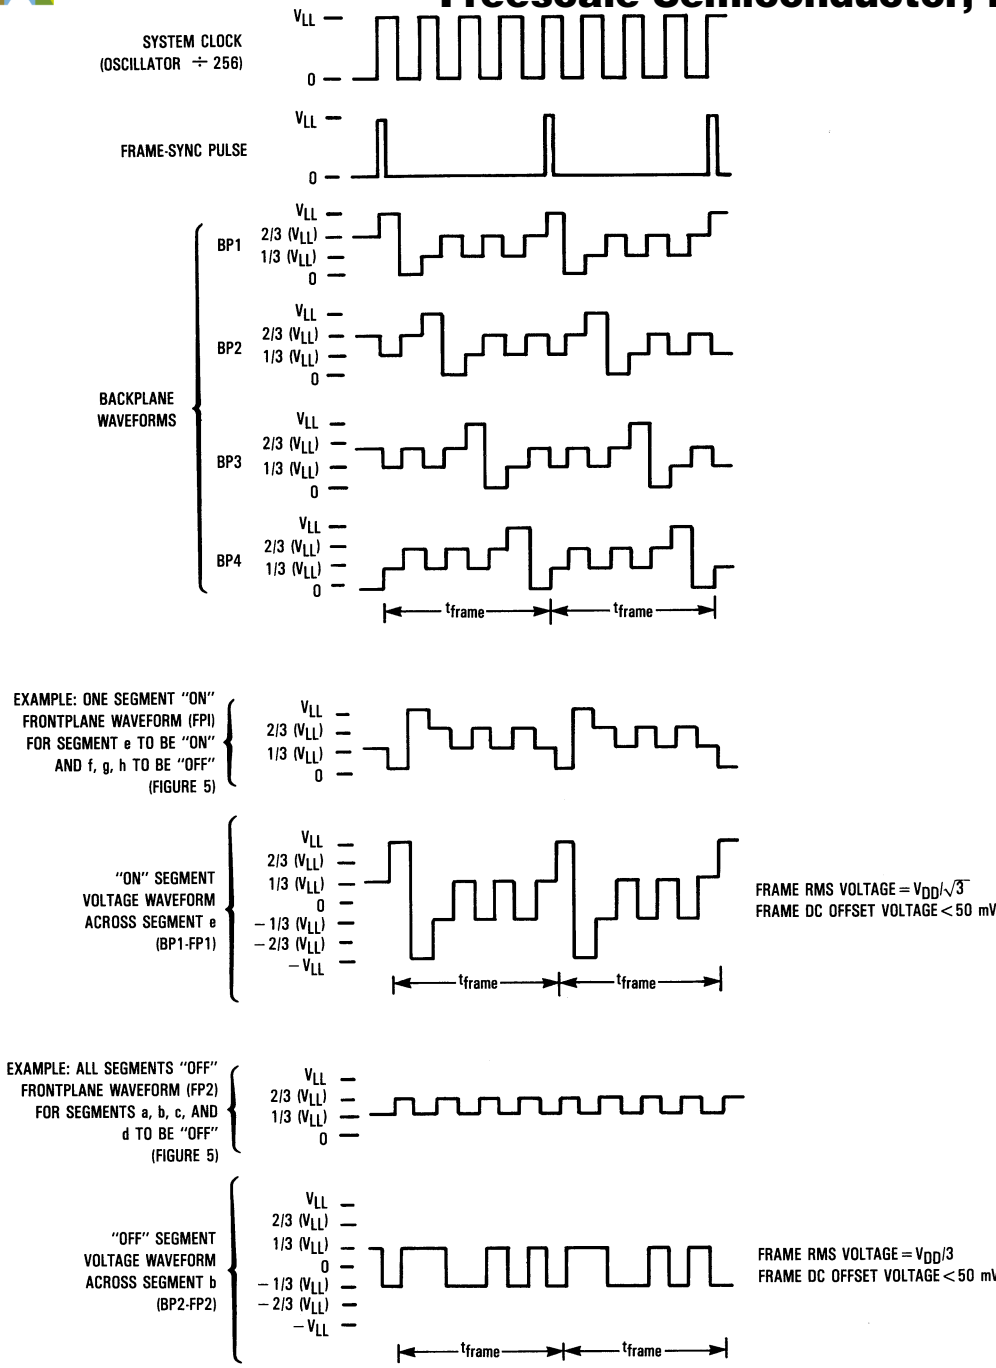 Freescale Semiconductor,
SYSTEM CLOCK
(OSCILLATOR ÷ 256)
VLL
0
FRAME-SYNC PULSE
VLL
0
BACKPLANE
WAVEFORMS
BP1
VLL
2/3 (VLL)
1/3 (VLL)
0
BP2
VLL
2/3 (VLL)
1/3 (VLL)
0
BP3
VLL
2/3 (VLL)
1/3 (VLL)
0
BP4
VLL
2/3 (VLL)
1/3 (VLL)
0
tframe tframe
EXAMPLE: ONE SEGMENT "ON"
FRONTPLANE WAVEFORM (FPI)
FOR SEGMENT e TO BE "ON"
AND f, g, h TO BE "OFF"
(FIGURE 5)
VLL
2/3 (VLL)
1/3 (VLL)
0
"ON" SEGMENT
VOLTAGE WAVEFORM
ACROSS SEGMENT e
(BP1-FP1)
VLL
2/3 (VLL)
1/3 (VLL)
0
– 1/3 (VLL)
– 2/3 (VLL)
– VLL
FRAME RMS VOLTAGE = VDD/√3
FRAME DC OFFSET VOLTAGE < 50 mV
tframe tframe
EXAMPLE: ALL SEGMENTS "OFF"
FRONTPLANE WAVEFORM (FP2)
FOR SEGMENTS a, b, c, AND
d TO BE "OFF"
(FIGURE 5)
VLL
2/3 (VLL)
1/3 (VLL)
0
"OFF" SEGMENT
VOLTAGE WAVEFORM
ACROSS SEGMENT b
(BP2-FP2)
VLL
2/3 (VLL)
1/3 (VLL)
0
– 1/3 (VLL)
– 2/3 (VLL)
– VLL
FRAME RMS VOLTAGE = VDD/3
FRAME DC OFFSET VOLTAGE < 50 mV
tframe tframe